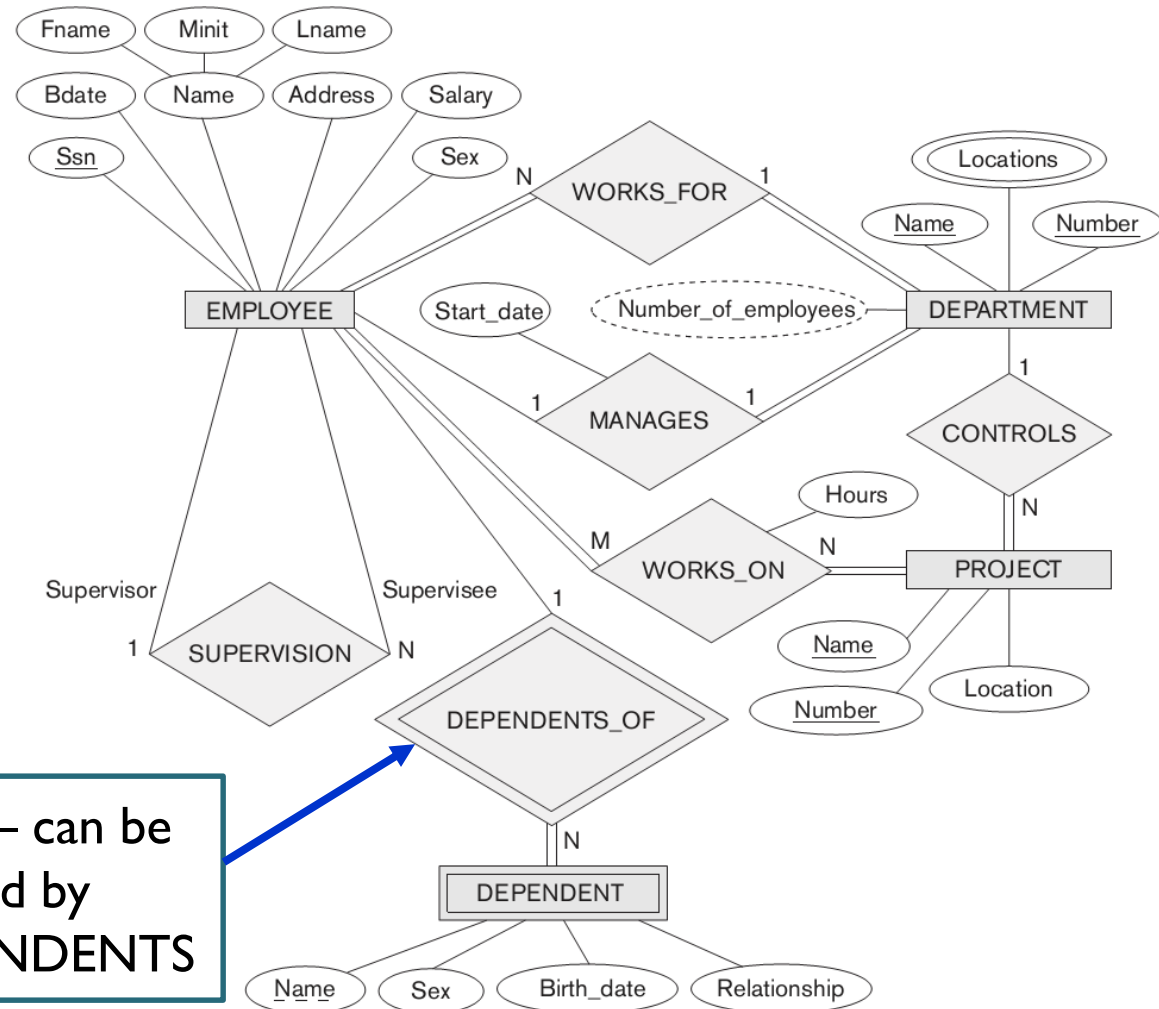 Fname Minit Lname
Bdate Name Address Salary
Ssn Sex
N WORKS_FOR 1
Locations
Name Number
EMPLOYEE Start_date Number_of_employees DEPARTMENT
1 MANAGES 1
1
CONTROLS
N
Hours
M WORKS_ON N
PROJECT
Supervisor Supervisee
1 SUPERVISION N
1
Name
Number Location
DEPENDENTS_OF
– can be
by
N
DEPENDENT
Name Sex Birth_date Relationship